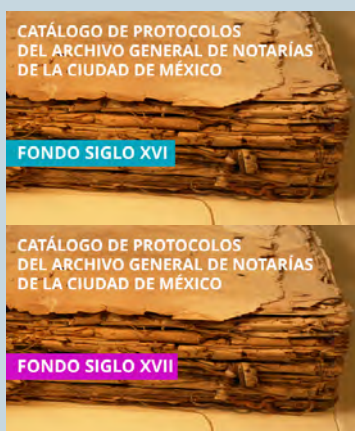 CATÁLOGO DE PROTOCOLOS
DEL ARCHIVO GENERAL DE NOTARÍAS
DE LA CIUDAD DE MÉXICO
FONDO SIGLO XVI
CATÁLOGO DE PROTOCOLOS
DEL ARCHIVO GENERAL DE NOTARÍAS
DE LA CIUDAD DE MÉXICO
FONDO SIGLO XVII